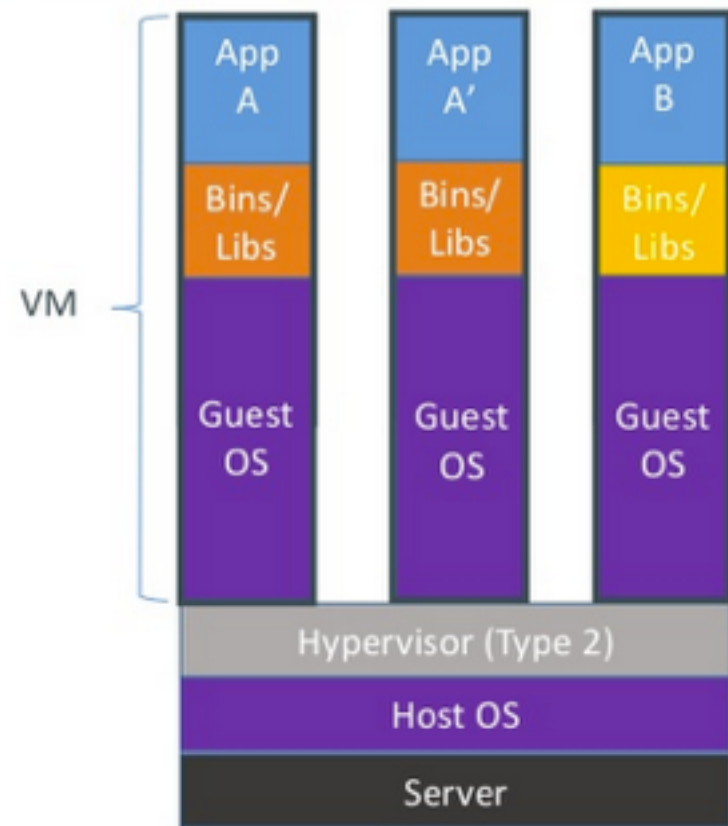 App
A
App
A’
App
B
Bins/
Libs
Bins/
Libs
Bins/
Libs
VM
Guest
OS
Guest
OS
Guest
OS
Hypervisor (Type 2)
Host OS
Server